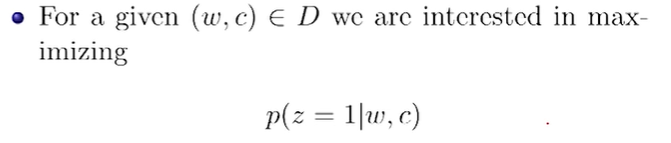 • For a given (w, c) ∈ D we are interested in max-
imizing
p(z = 1|w, c)